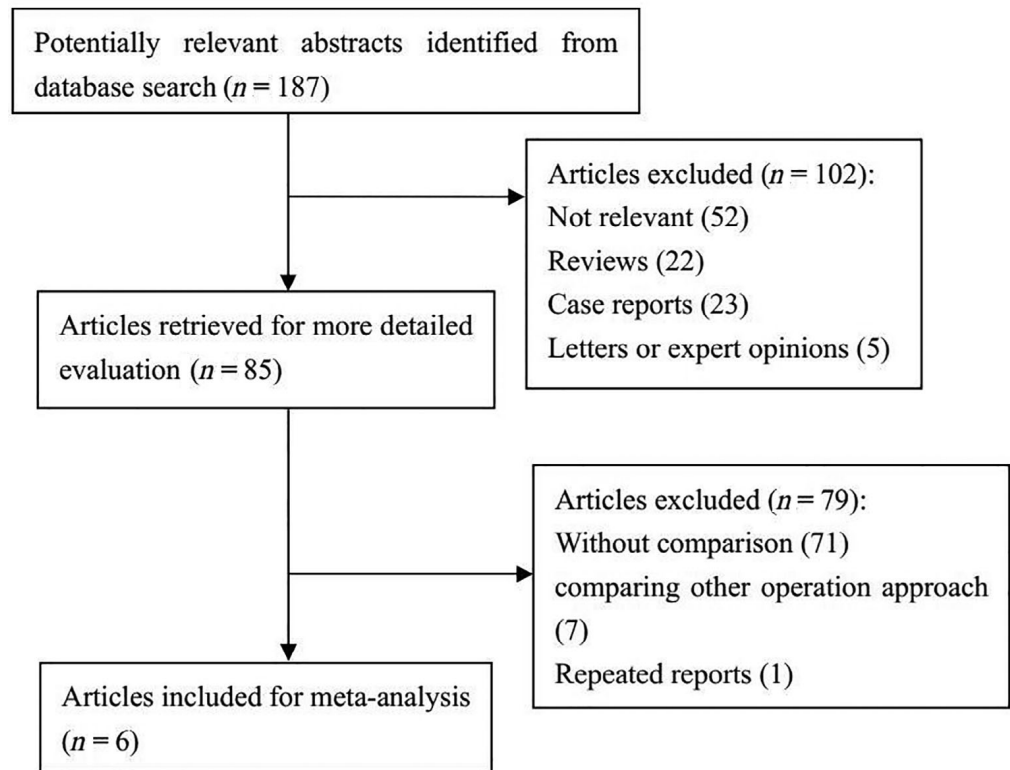 Potentially relevant abstracts identified from
database search (n = 187)
Articles excluded (n = 102):
Not relevant (52)
Reviews (22)
Case reports (23)
Letters or expert opinions (5)
Articles retrieved for more detailed
evaluation (n = 85)
Articles excluded (n = 79):
Without comparison (71)
comparing other operation approach
(7)
Repeated reports (1)
Articles included for meta-analysis
(n = 6)